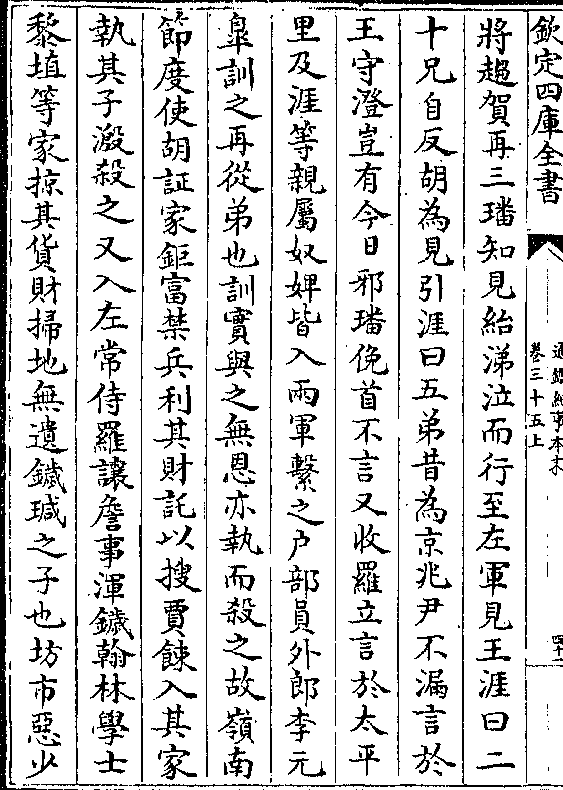 欽定四庫全書
通鑑紀事本末
卷三十五上
四十二
將趨賀再三璠知見紿涕泣而行至左軍見王涯曰二
十兄自反胡為見引涯曰五弟昔為京兆尹不漏言於
王守澄豈有今日邪璠俛首不言又收羅立言於太平
里及涯等親屬奴婢皆入兩軍繫之户部員外郎李元
臯訓之再從弟也訓實與之無恩亦執而殺之故嶺南
節度使胡証家鉅富禁兵利其財託以搜賈餗入其家
執其子溵殺之又入左常侍羅讓詹事渾鐬翰林學士
黎埴等家掠其貨財掃地無遺鐬瑊之子也坊市惡少